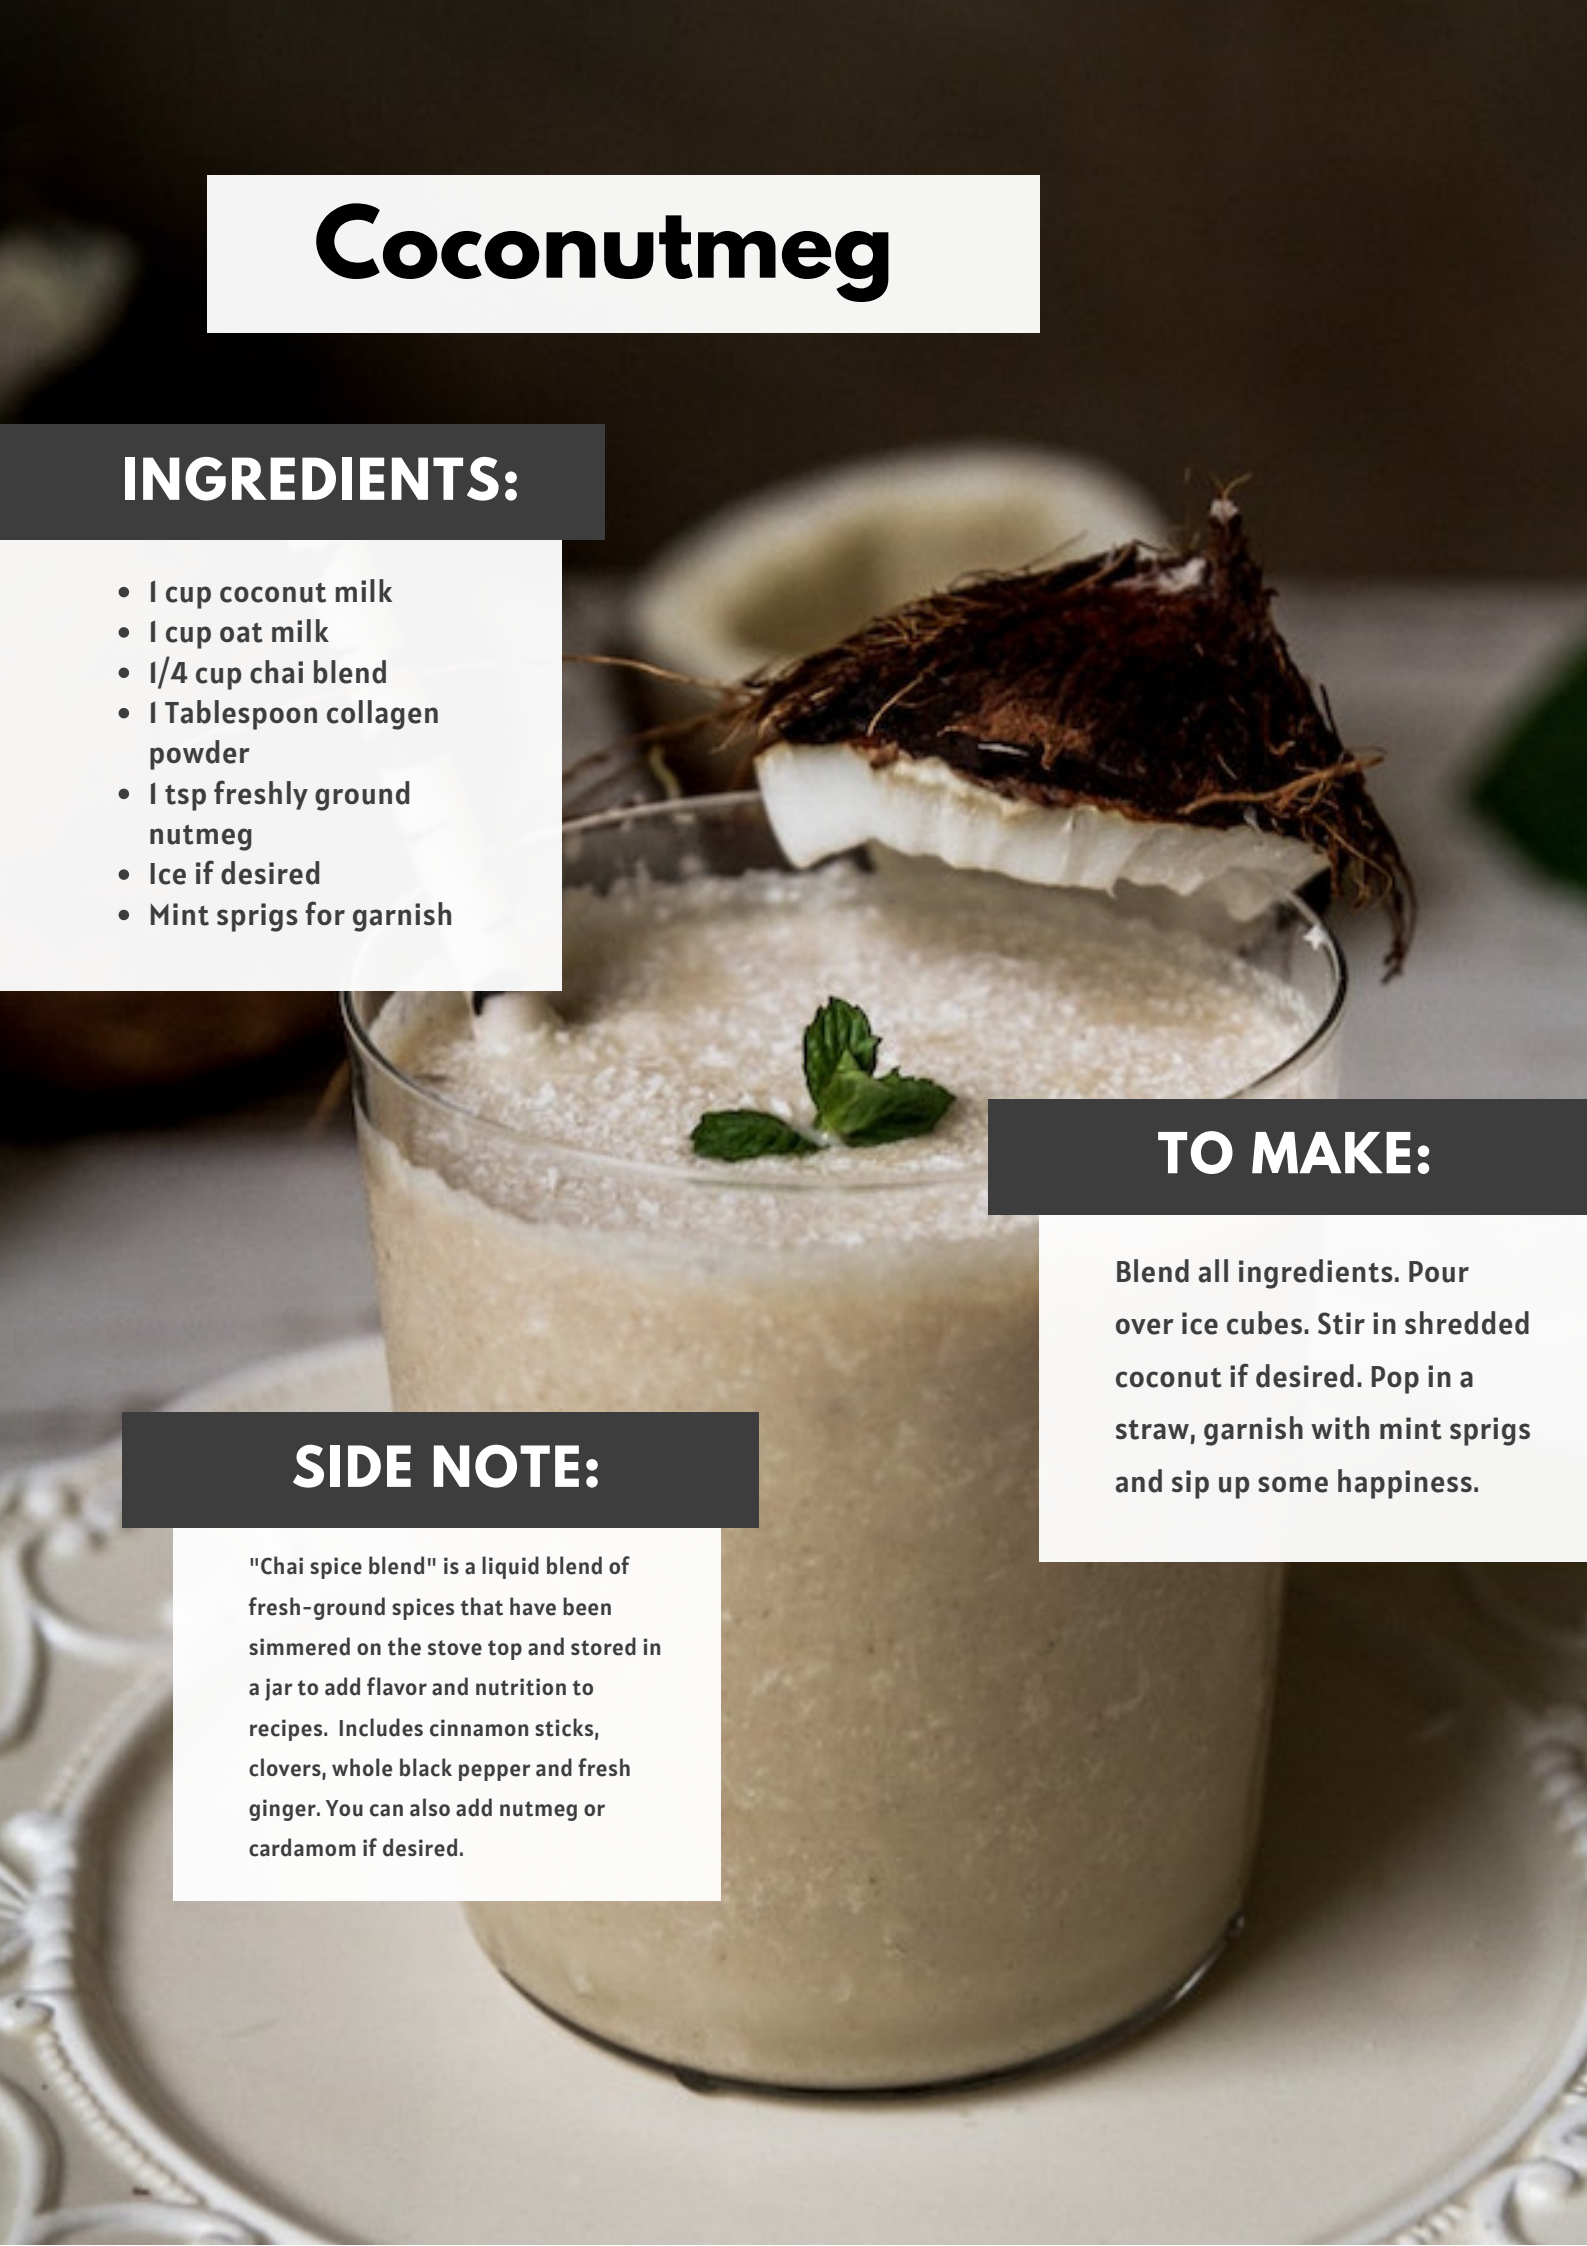 Coconutmeg
INGREDIENTS:
• 1 cup coconut milk
• 1 cup oat milk
• 1/4 cup chai blend
• 1 Tablespoon collagen
powder
• 1 tsp freshly ground
nutmeg
• Ice if desired
• Mint sprigs for garnish
TO MAKE:
Blend all ingredients. Pour
over ice cubes. Stir in shredded
coconut if desired. Pop in a
straw, garnish with mint sprigs
and sip up some happiness.
SIDE NOTE:
"Chai spice blend" is a liquid blend of
fresh-ground spices that have been
simmered on the stove top and stored in
a jar to add flavor and nutrition to
recipes.  Includes cinnamon sticks,
clovers, whole black pepper and fresh
ginger. You can also add nutmeg or
cardamom if desired.